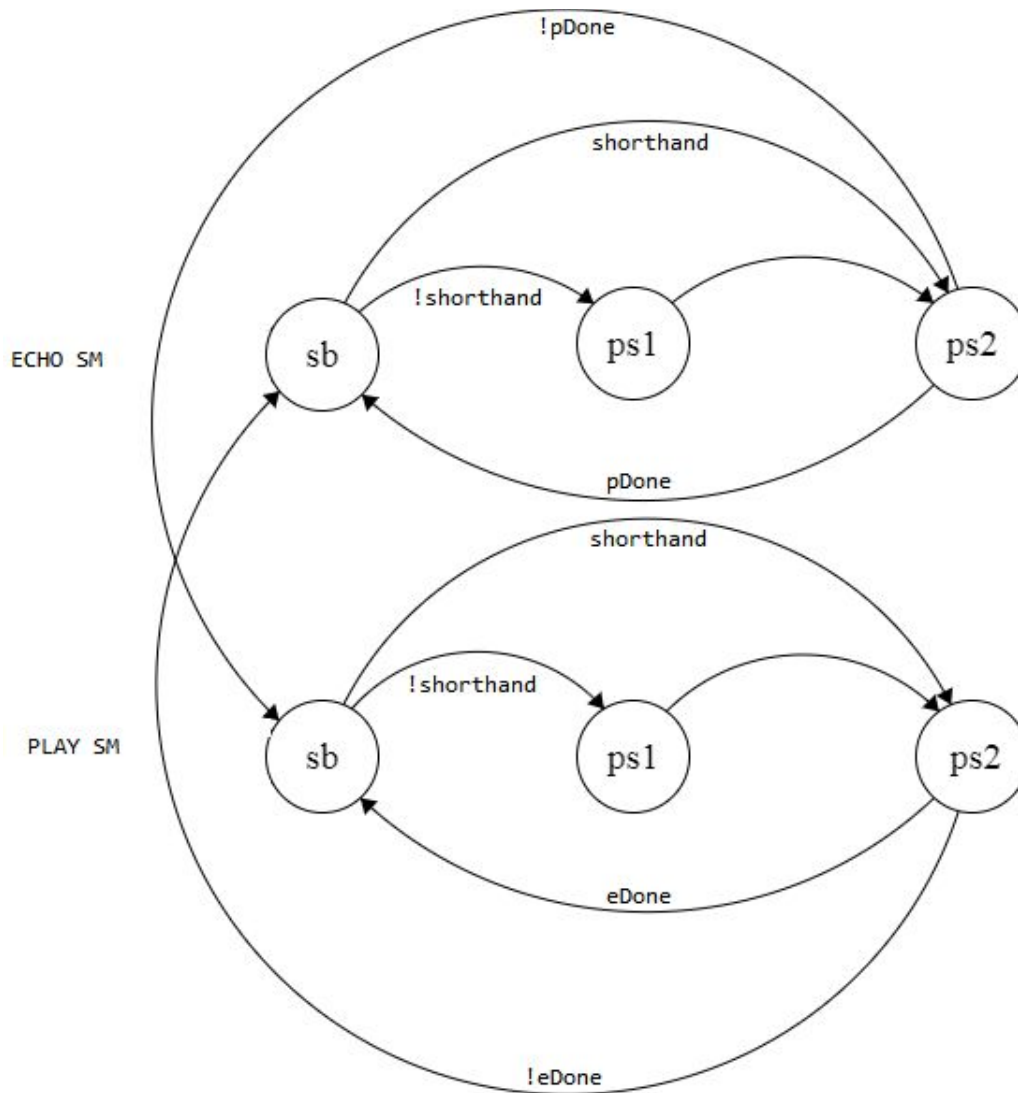 !pDone
shorthand
!shorthand
ECHO SM
sb
ps1
ps2
pDone
shorthand
!shorthand
PLAY SM
sb
ps1
ps2
eDone
!eDone